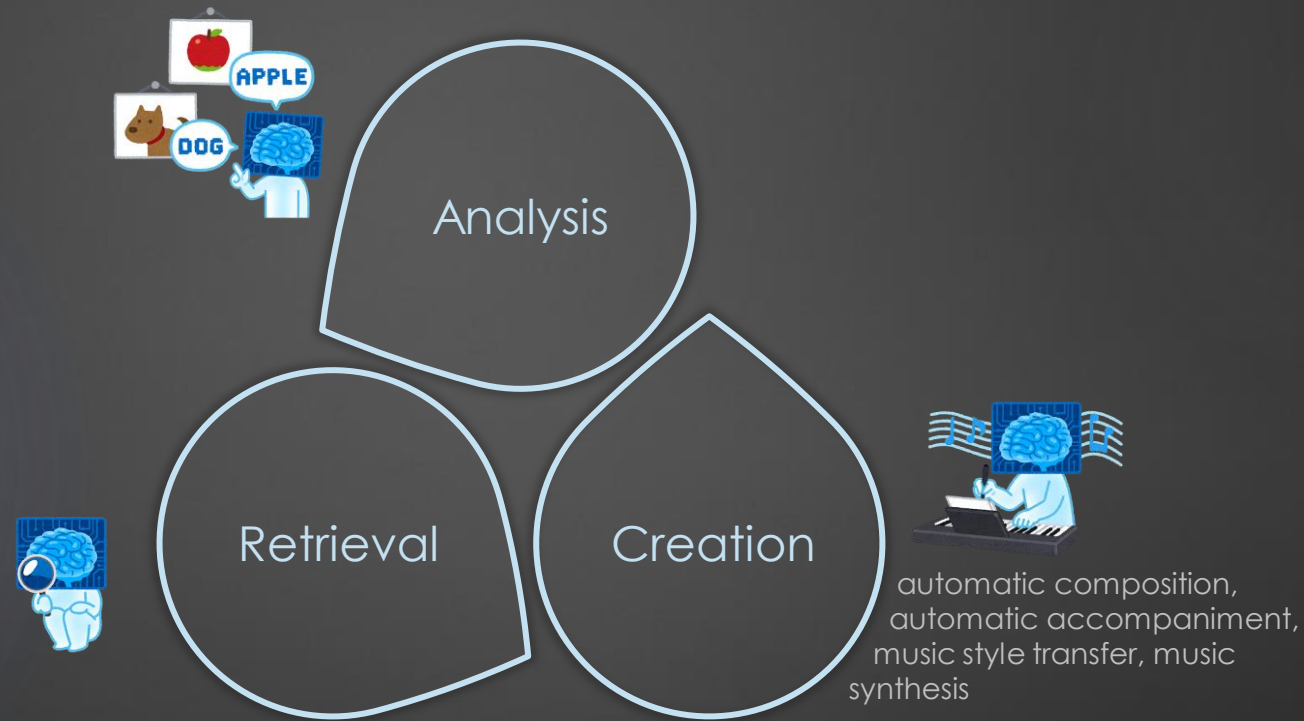 APPLE
DOG
Analysis
Retrieval
Creation
automatic composition,
automatic accompaniment,
music style transfer, music
synthesis